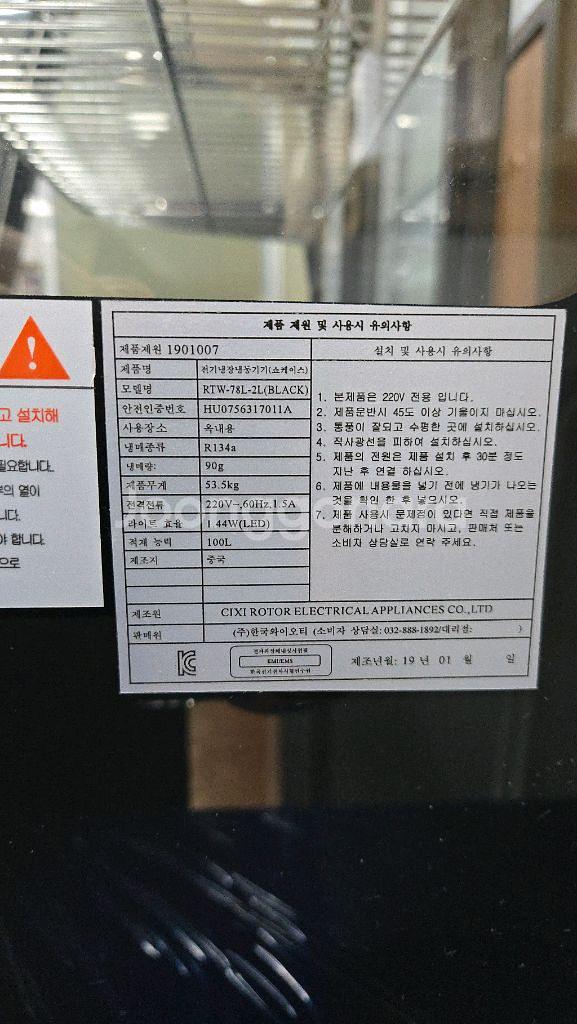 고 설치해
니다.
필요합니다.
부의 열이
니다.
야 합니다.
으로
제품 제원 및 사용시 유의사항
제품제원 1901007
제품명 전기냉장냉동기기(쇼케이스)
모델명 RTW-78L-2L(BLACK)
안전인증번호 HU0756317011A
사용장소 옥내용
냉매종류 R134a
냉매량: 90g
제품무게 53.5kg
전격전류 220V~,60Hz,1.5A
라이트 효율 1.44W(LED)
적재 능력 100L
제조지 중국
설치 및 사용시 유의사항
1. 본제품은 220V 전용 입니다.
2. 제품운반시 45도 이상 기울이지 마십시오.
3. 통풍이 잘되고 수평한 곳에 설치하십시오.
4. 직사광선을 피하여 설치하십시오.
5. 제품의 전원은 제품 설치 후 30분 정도
지난 후 연결 하십시오.
6. 제품에 내용물을 넣기 전에 냉기가 나오는
것을 확인 한 후 넣으시오.
7. 제품 사용시 문제점이 있다면 직접 제품을
분해하거나 고치지 마시고, 판매처 또는
소비자 상담실로 연락 주세요.
제조원 CIXI ROTOR ELECTRICAL APPLIANCES CO.,LTD
판매원 (주)한국와이오티 (소비자 상담실: 032-888-1892/대리점: )
EMI/EMS
제조년월: 19 년 01 월 일